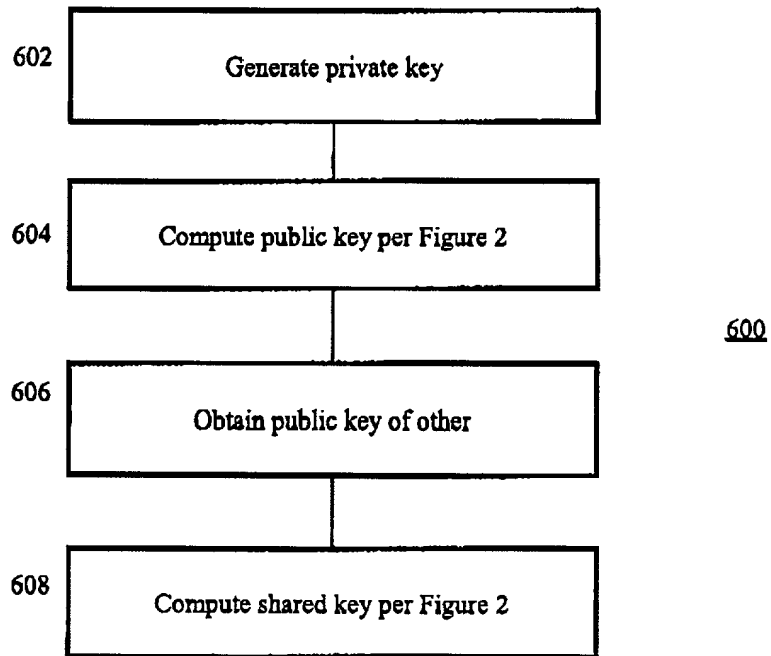 602
Generate private key
604
Compute public key per Figure 2
600
606
Obtain public key of other
608
Compute shared key per Figure 2